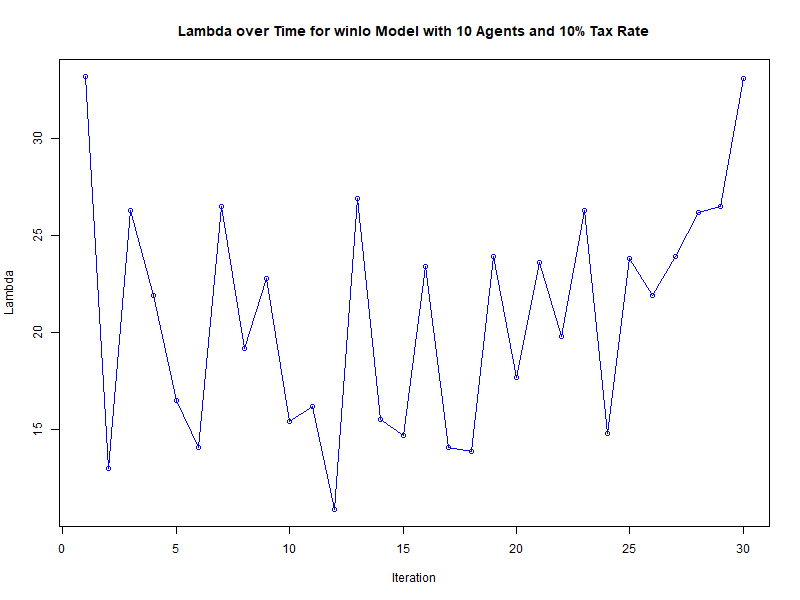 Lambda over Time for winlo Model with 10 Agents and 10% Tax Rate
30
25
20
15
Lambda
0 5 10 15 20 25 30
Iteration